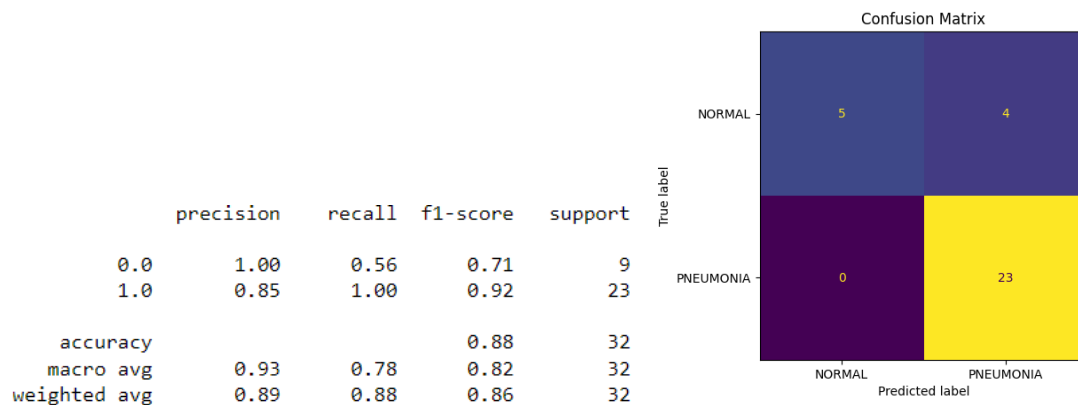 precision recall f1-score support
0.0 1.00 0.56 0.71 9
1.0 0.85 1.00 0.92 23
accuracy 0.88 32
macro avg 0.93 0.78 0.82 32
weighted avg 0.89 0.88 0.86 32
Confusion Matrix
True label
NORMAL 5 4
PNEUMONIA 0 23
NORMAL PNEUMONIA
Predicted label